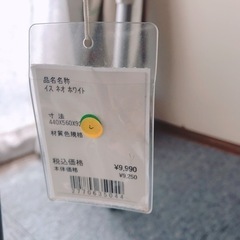 品名名称
イス ネオ ホワイト
寸 法
440X540X92
材質色規格
税込価格
¥9,990
本体価格
¥9,250